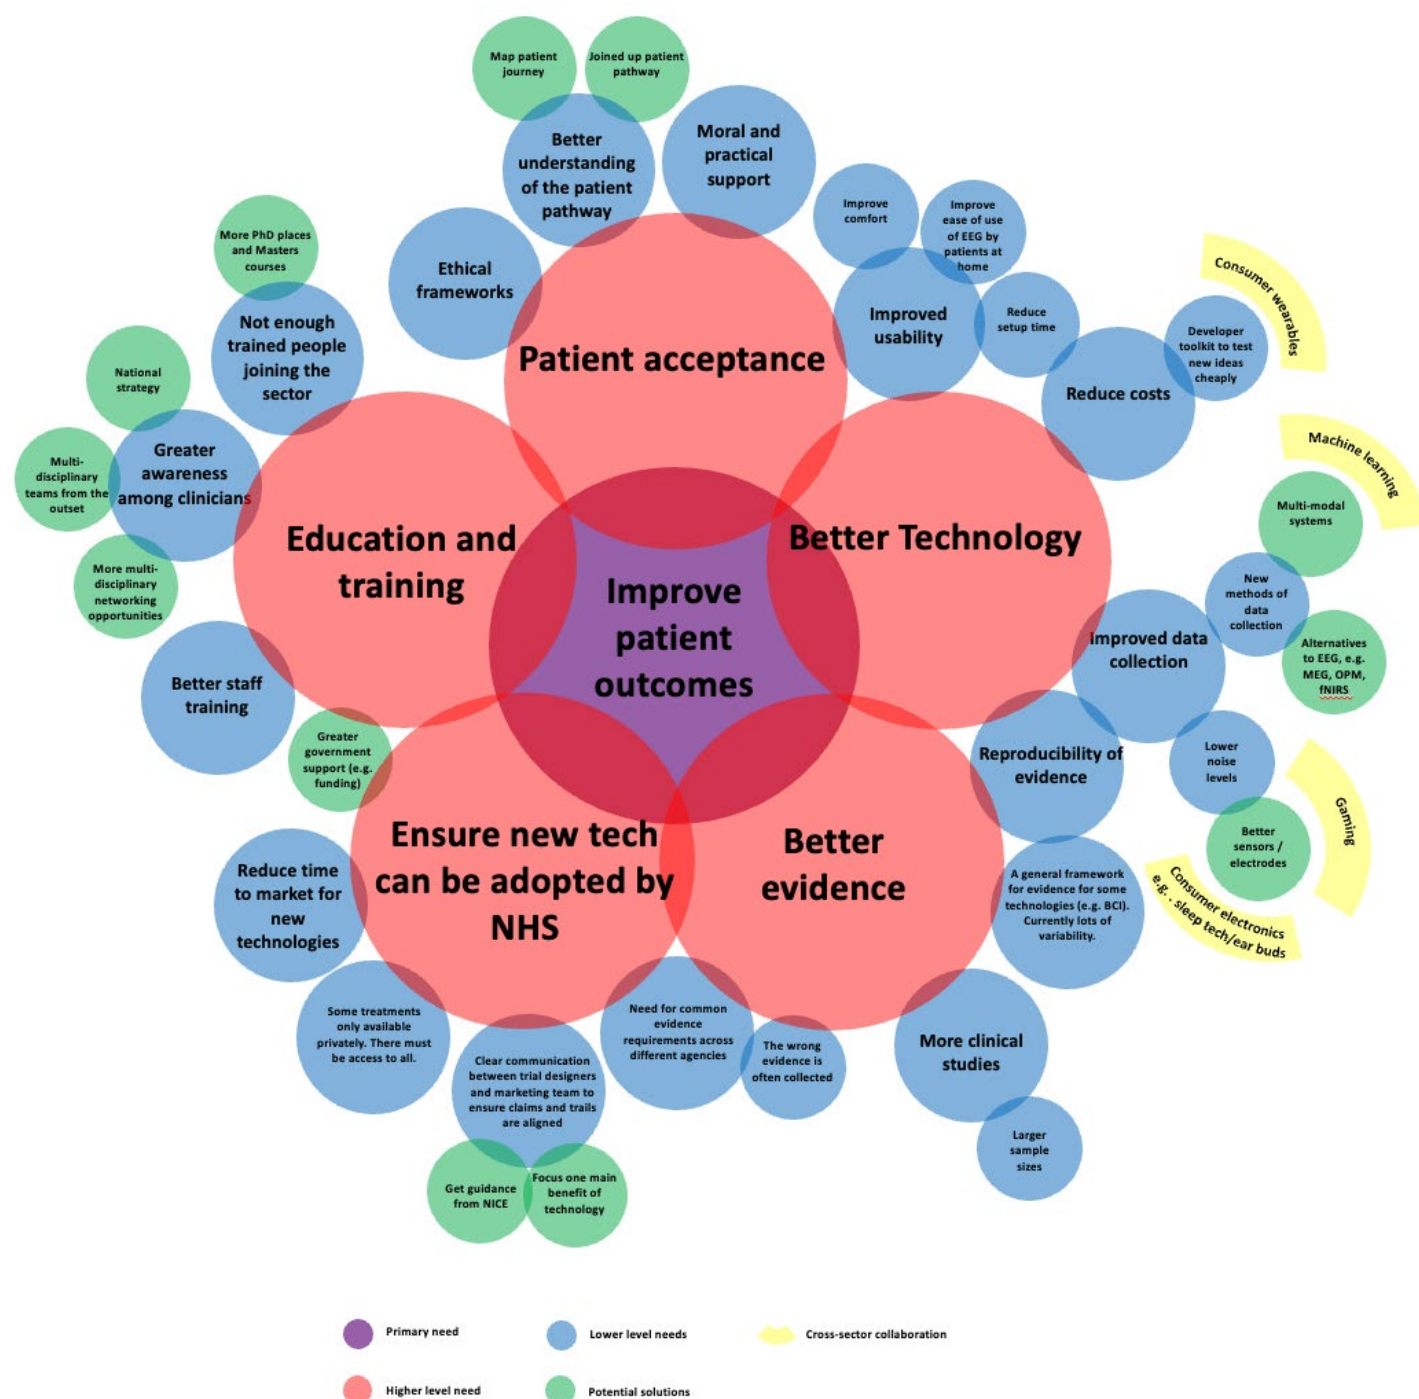 Map patient
journey
Joined up patient
pathway
Better
understanding
of the patient
pathway
Moral and
practical
support
Improve
comfort
Improve
ease of use
of EEG by
patients at
home
More PhD places
and Masters
courses
Ethical
frameworks
Consumer wearables
Not enough
trained people
joining the
sector
Improved
usability
Reduce
setup time
Developer
toolkit to test
new ideas
cheaply
National
strategy
Patient acceptance
Reduce costs
Greater
awareness
among clinicians
Machine learning
Multi-
disciplinary
teams from the
outset
Multi-modal
systems
Education and
training
Better Technology
More multi-
disciplinary
networking
opportunities
Improve
patient
outcomes
New
methods of
data
collection
Improved data
collection
Alternatives
to EEG, e.g.
MEG, OPM,
fNIRS
Better staff
training
Greater
government
support (e.g.
funding)
Reproducibility of
evidence
Lower
noise
levels
Gaming
Ensure new tech
can be adopted by
NHS
Better
evidence
Better
sensors /
electrodes
Reduce time
to market for
new
technologies
A general framework
for evidence for some
technologies (e.g. BCI).
Currently lots of
variability.
Consumer electronics
e.g. . sleep tech/ear buds
Some treatments
only available
privately. There must
be access to all.
Need for common
evidence
requirements across
different agencies
The wrong
evidence is
often collected
More clinical
studies
Clear communication
between trial designers
and marketing team to
ensure claims and trails
are aligned
Larger
sample
sizes
Get guidance
from NICE
Focus one main
benefit of
technology
Primary need
Lower level needs
Cross-sector collaboration
Higher level need
Potential solutions